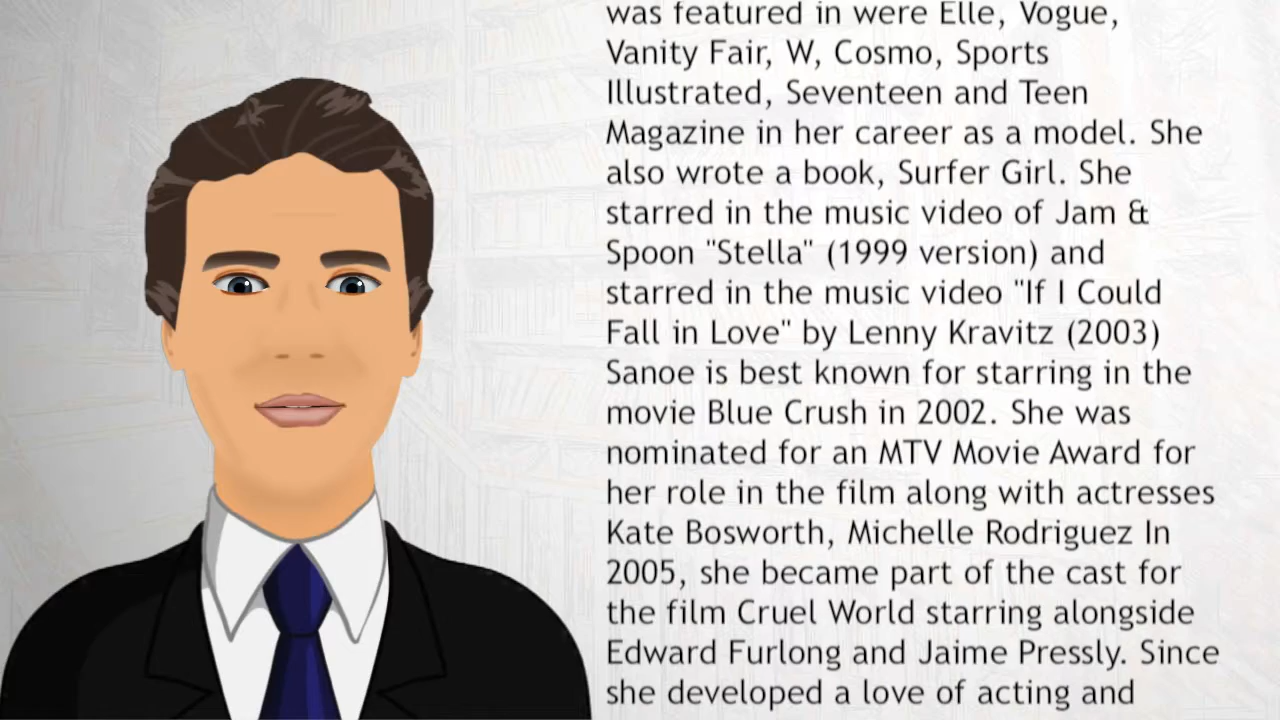 was featured in were Elle, Vogue,
Vanity Fair, W, Cosmo, Sports
Illustrated, Seventeen and Teen
Magazine in her career as a model. She
also wrote a book, Surfer Girl. She
starred in the music video of Jam &
Spoon "Stella" (1999 version) and
starred in the music video "If I Could
Fall in Love" by Lenny Kravitz (2003)
Sanoe is best known for starring in the
movie Blue Crush in 2002. She was
nominated for an MTV Movie Award for
her role in the film along with actresses
Kate Bosworth, Michelle Rodriguez In
2005, she became part of the cast for
the film Cruel World starring alongside
Edward Furlong and Jaime Pressly. Since
she developed a love of acting and